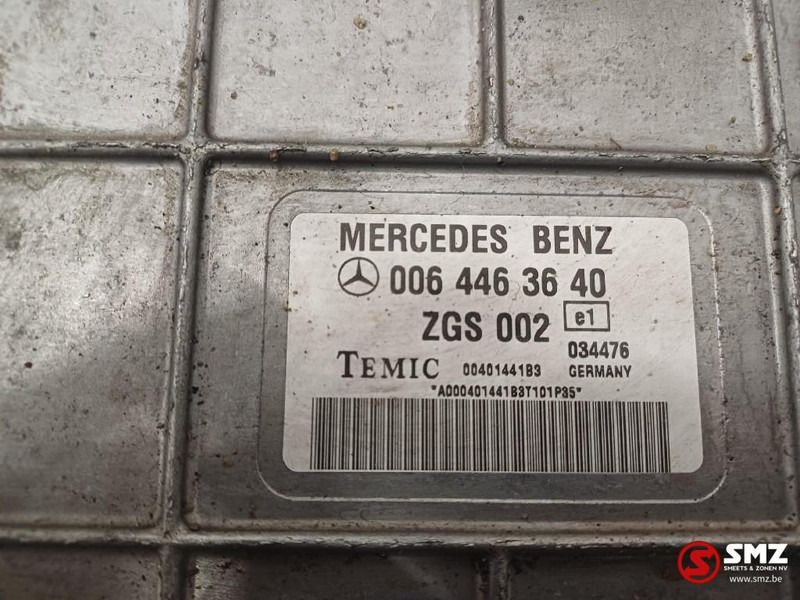 MERCEDES BENZ
006 446 36 40
ZGS 002 e1
034476
TEMIC 00401441B3 GERMANY
*A000401441B3T101P35*
SMZ
SMEETS & ZONEN NV
www.smz.be